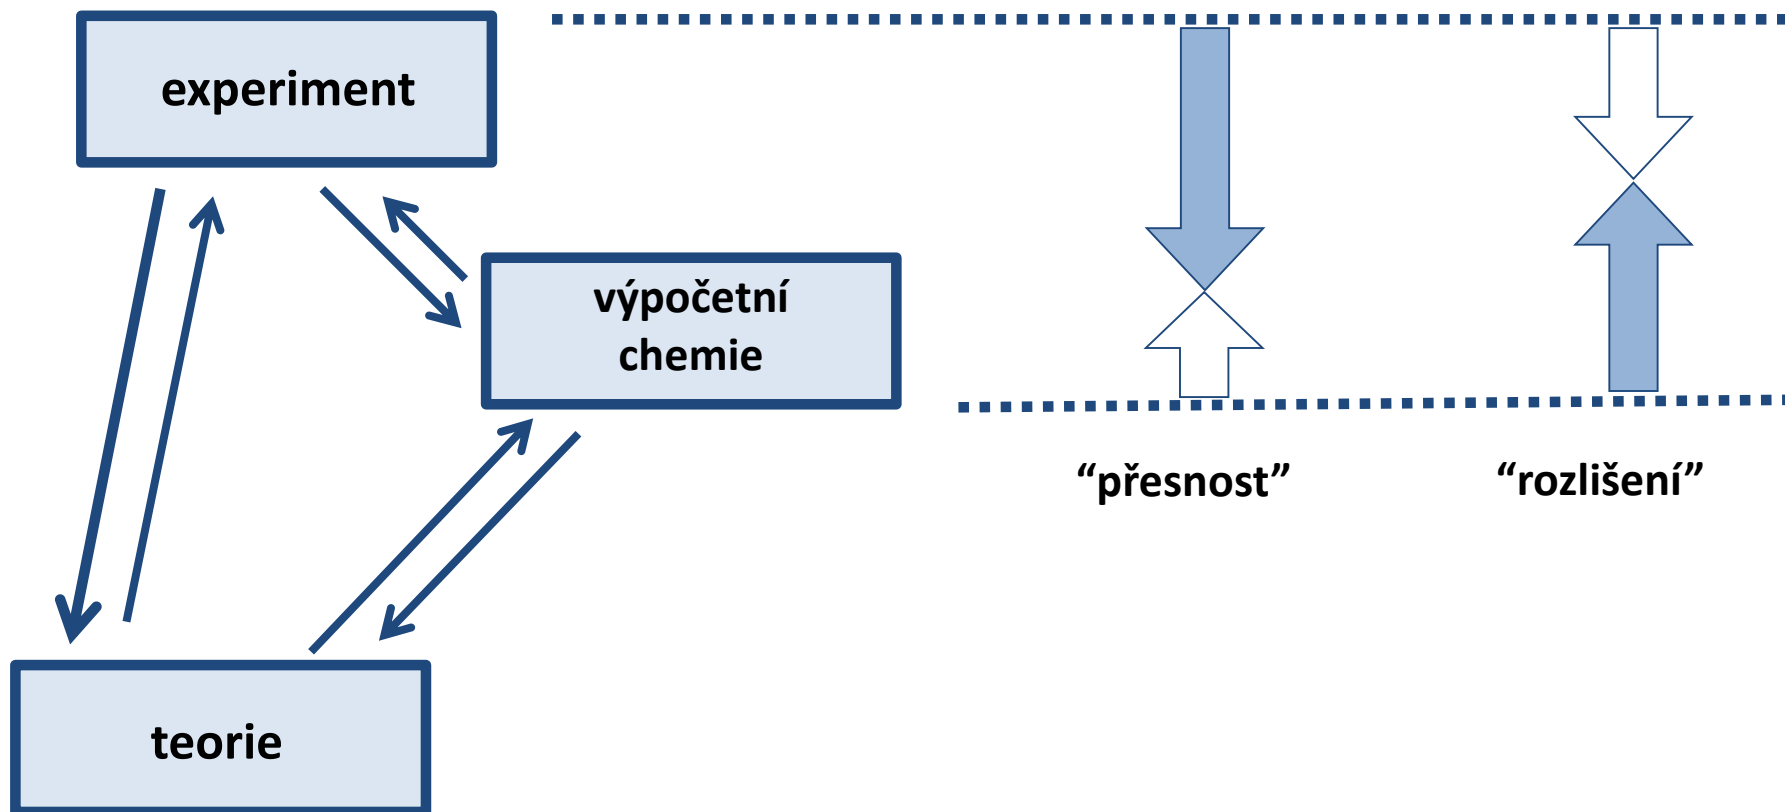 experiment
výpočetní
chemie
“přesnost”
“rozlišení”
teorie